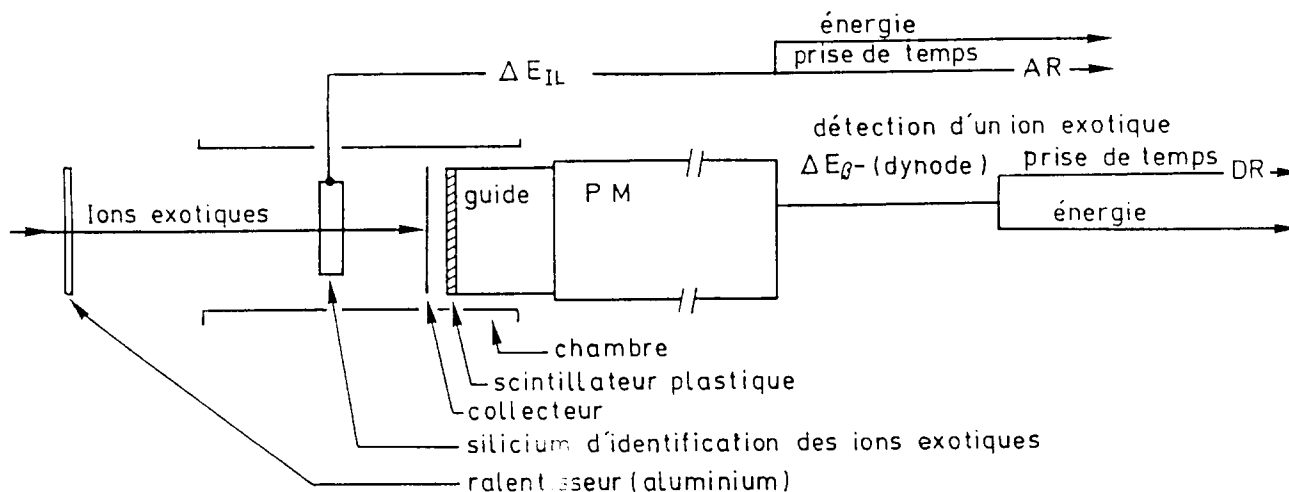 énergie
prise de temps
ΔE_IL
AR
détection d'un ion exotique
ΔE_β- (dynode)
prise de temps
DR
énergie
Ions exotiques
guide
PM
chambre
scintillateur plastique
collecteur
silicium d'identification des ions exotiques
ralentisseur (aluminium)